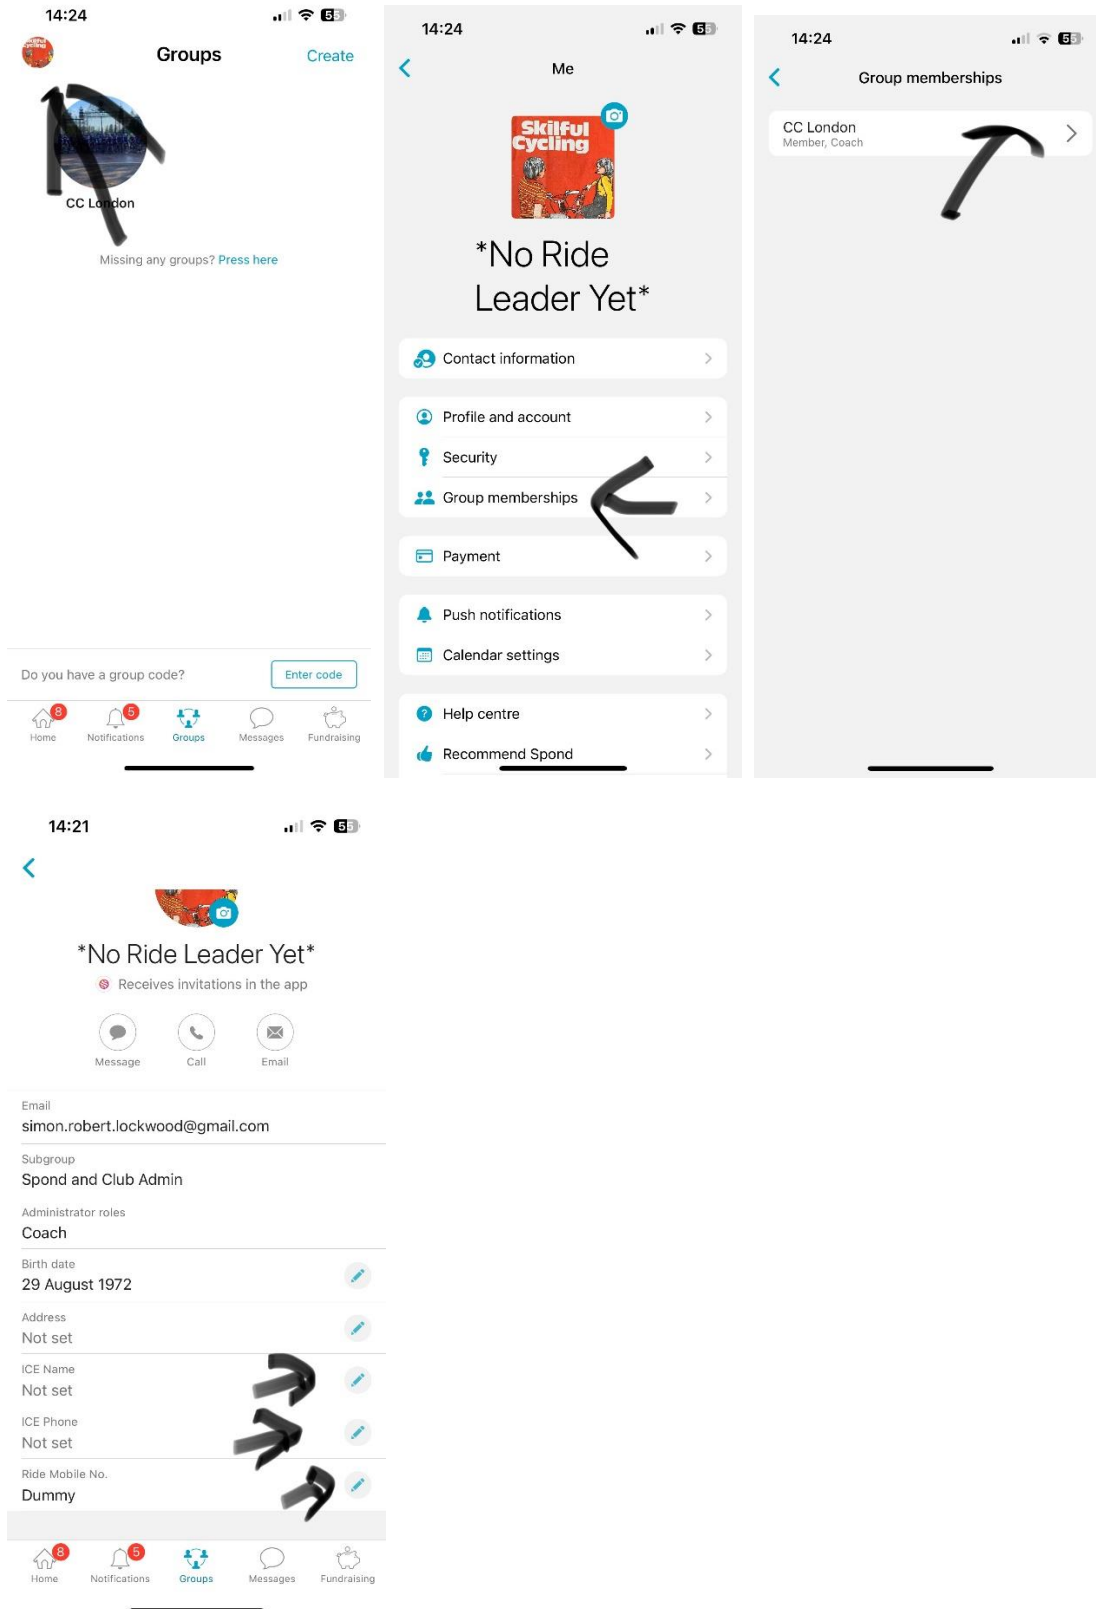 14:24
55
Groups
Create
CC London
Missing any groups? Press here
Do you have a group code?
Enter code
8
5
Home
Notifications
Groups
Messages
Fundraising
14:24
55
Me
Skilful
Cycling
*No Ride
Leader Yet*
Contact information
Profile and account
Security
Group memberships
Payment
Push notifications
Calendar settings
Help centre
Recommend Spond
14:24
55
Group memberships
CC London
Member, Coach
14:21
55
*No Ride Leader Yet*
Receives invitations in the app
Message
Call
Email
Email
simon.robert.lockwood@gmail.com
Subgroup
Spond and Club Admin
Administrator roles
Coach
Birth date
29 August 1972
Address
Not set
ICE Name
Not set
ICE Phone
Not set
Ride Mobile No.
Dummy
8
5
Home
Notifications
Groups
Messages
Fundraising